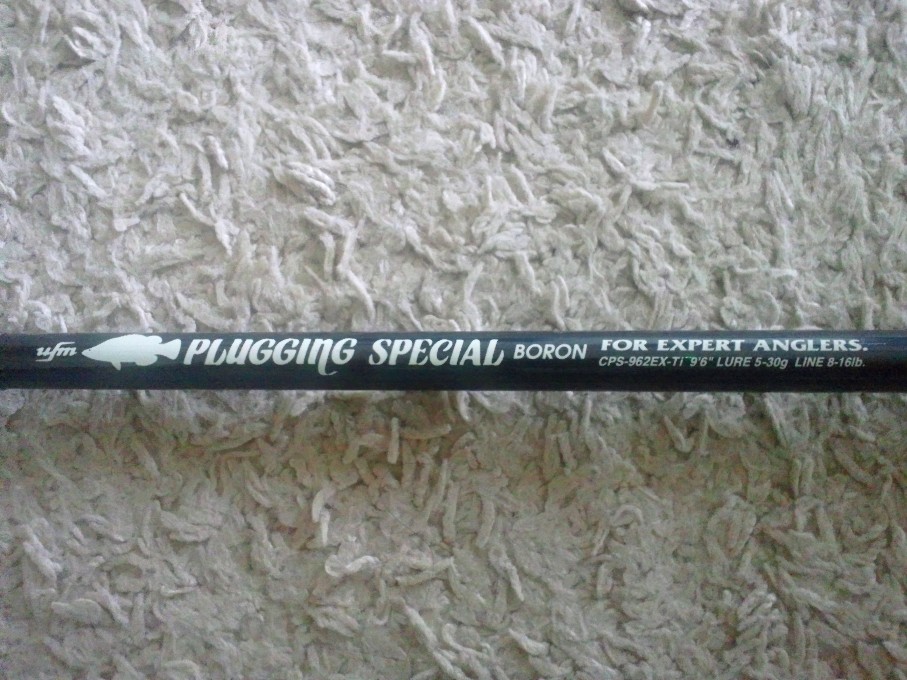 ufm PLUGGING SPECIAL BORON FOR EXPERT ANGLERS.
CPS-962EX-Ti 9'6" LURE 5-30g LINE 8-16lb.